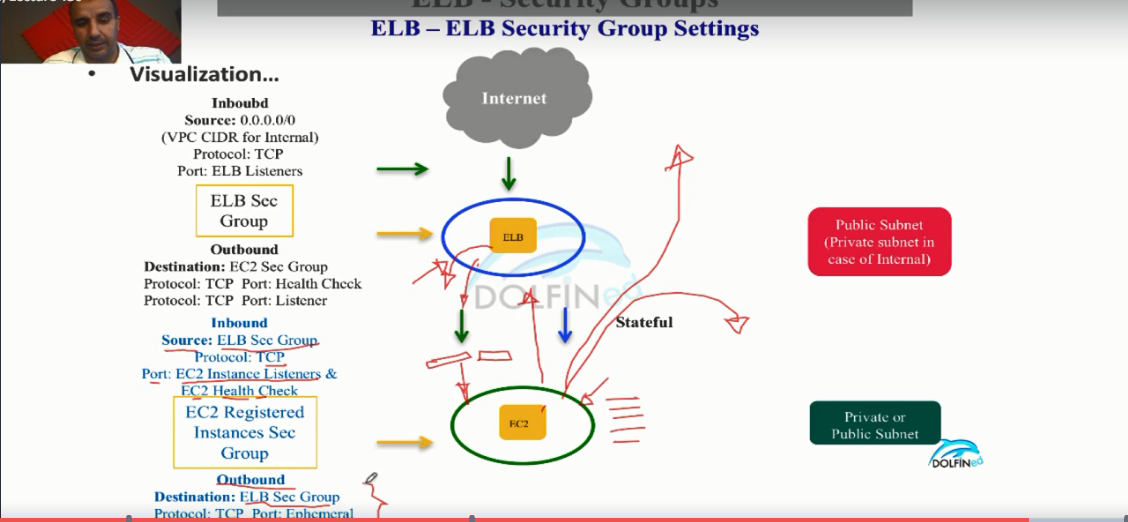 ELB - Security Groups
ELB – ELB Security Group Settings
• Visualization...
Inboubd
Source: 0.0.0.0/0
(VPC CIDR for Internal)
Protocol: TCP
Port: ELB Listeners
ELB Sec
Group
Outbound
Destination: EC2 Sec Group
Protocol: TCP Port: Health Check
Protocol: TCP Port: Listener
Inbound
Source: ELB Sec Group
Protocol: TCP
Port: EC2 Instance Listeners &
EC2 Health Check
EC2 Registered
Instances Sec
Group
Outbound
Destination: ELB Sec Group
Protocol: TCP Port: Ephemeral
Internet
ELB
DOLFINed
Stateful
EC2
Public Subnet
(Private subnet in
case of Internal)
Private or
Public Subnet
DOLFINed